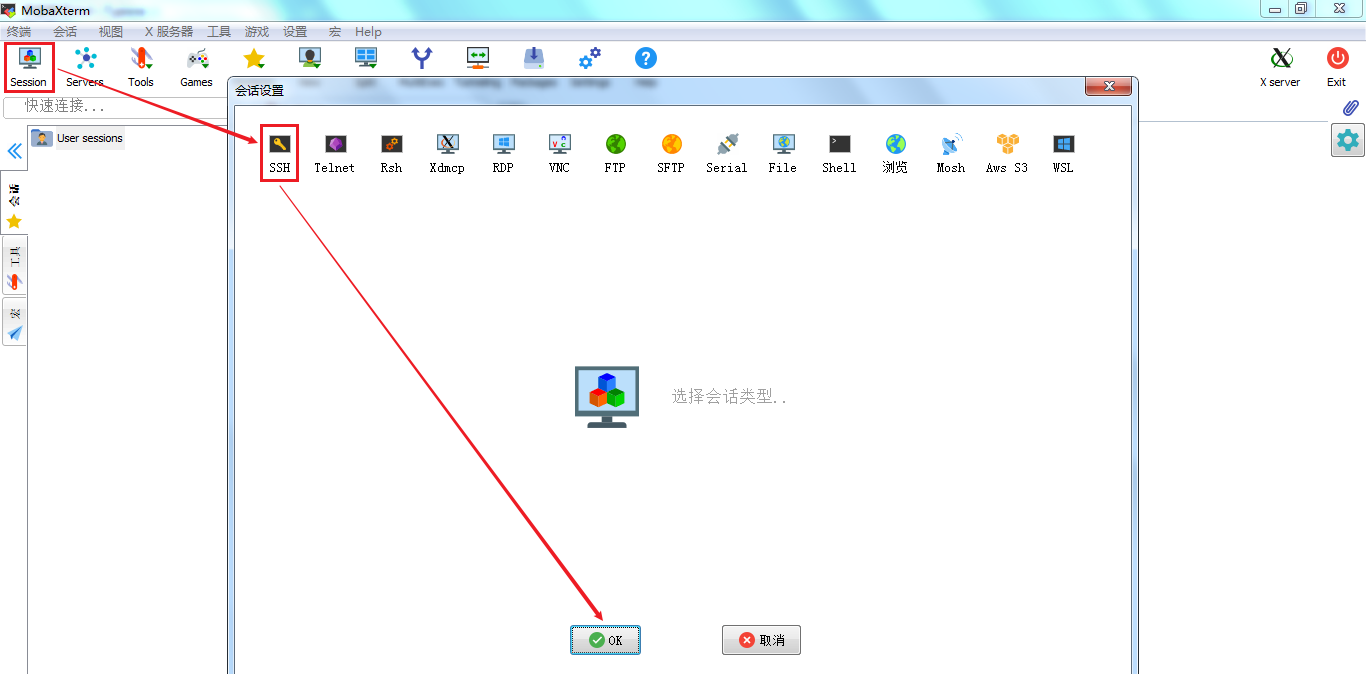 MobaXterm
终端 会话 视图 X 服务器 工具 游戏 设置 宏 Help
Session Servers Tools Games X server Exit
快速连接...
会话设置
User sessions
SSH Telnet Rsh Xdmcp RDP VNC FTP SFTP Serial File Shell 浏览 Mosh Aws S3 WSL
工具
宏
选择会话类型..
OK 取消